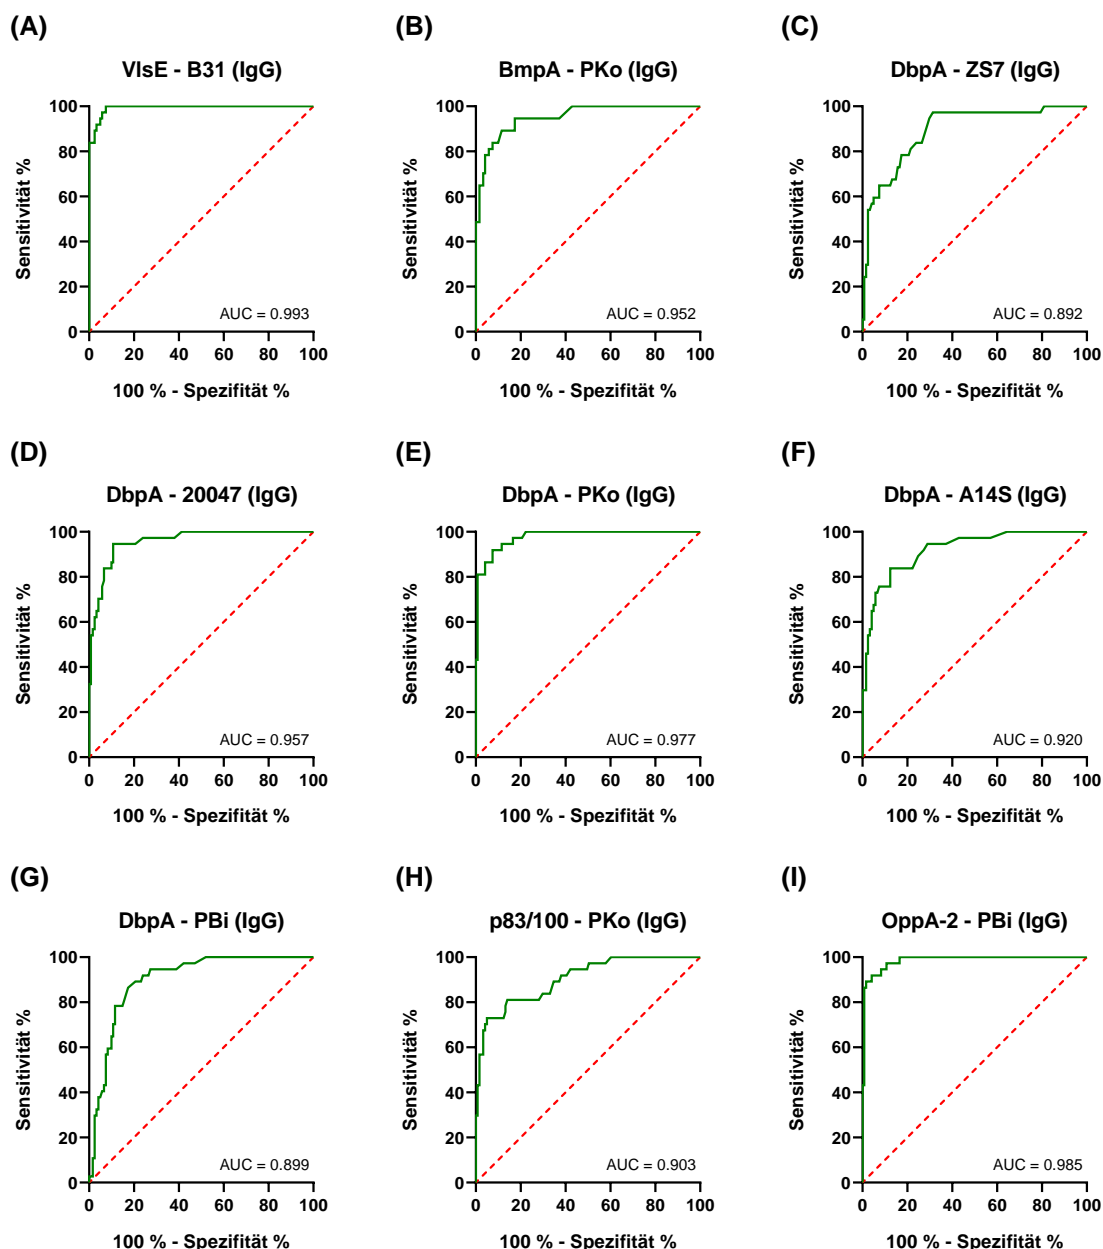 (A)
VlsE - B31 (IgG)
Sensitivität %
100
80
60
40
20
0
AUC = 0.993
0 20 40 60 80 100
100 % - Spezifität %
(B)
BmpA - PKo (IgG)
Sensitivität %
100
80
60
40
20
0
AUC = 0.952
0 20 40 60 80 100
100 % - Spezifität %
(C)
DbpA - ZS7 (IgG)
Sensitivität %
100
80
60
40
20
0
AUC = 0.892
0 20 40 60 80 100
100 % - Spezifität %
(D)
DbpA - 20047 (IgG)
Sensitivität %
100
80
60
40
20
0
AUC = 0.957
0 20 40 60 80 100
100 % - Spezifität %
(E)
DbpA - PKo (IgG)
Sensitivität %
100
80
60
40
20
0
AUC = 0.977
0 20 40 60 80 100
100 % - Spezifität %
(F)
DbpA - A14S (IgG)
Sensitivität %
100
80
60
40
20
0
AUC = 0.920
0 20 40 60 80 100
100 % - Spezifität %
(G)
DbpA - PBi (IgG)
Sensitivität %
100
80
60
40
20
0
AUC = 0.899
0 20 40 60 80 100
100 % - Spezifität %
(H)
p83/100 - PKo (IgG)
Sensitivität %
100
80
60
40
20
0
AUC = 0.903
0 20 40 60 80 100
100 % - Spezifität %
(I)
OppA-2 - PBi (IgG)
Sensitivität %
100
80
60
40
20
0
AUC = 0.985
0 20 40 60 80 100
100 % - Spezifität %